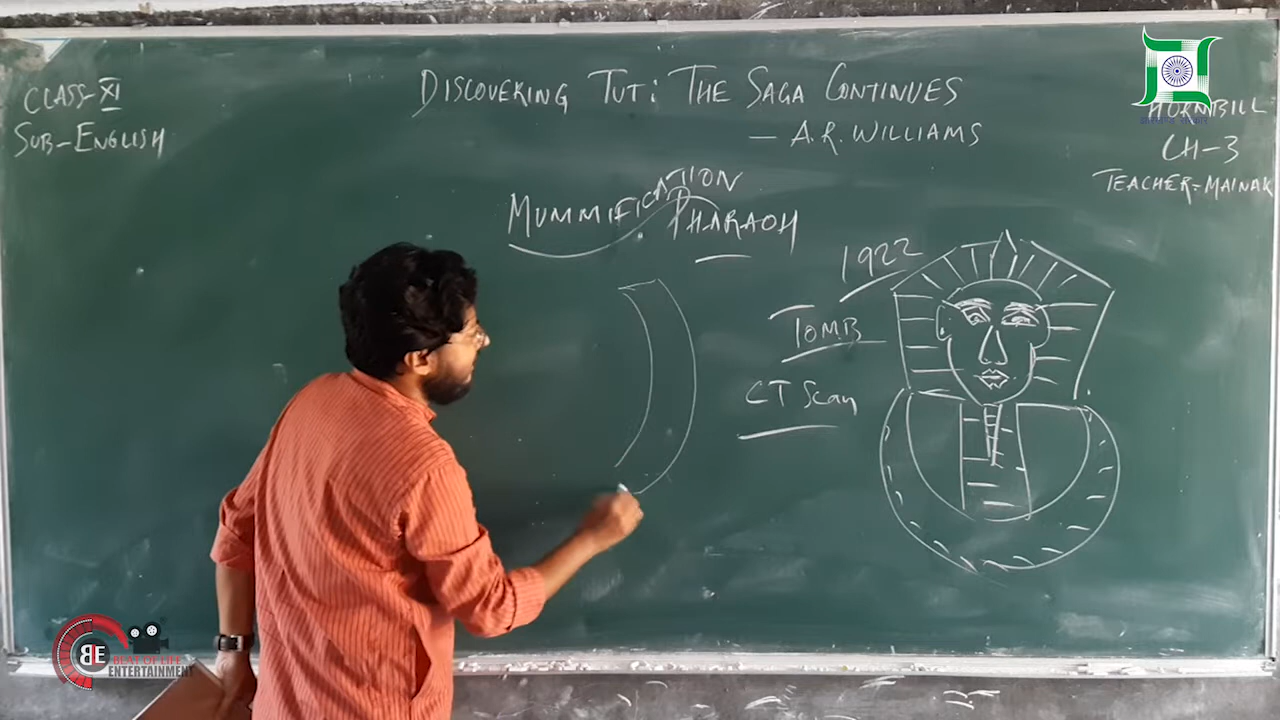 CLASS-XI
SUB-ENGLISH
DISCOVERING TUT: THE SAGA CONTINUES
- A.R. WILLIAMS
HORNBILL
CH-3
TEACHER-MAINAK
MUMMIFICATION
PHARAOH
1922
TOMB
CT Scan
BLE
BEAT OF LIFE
ENTERTAINMENT